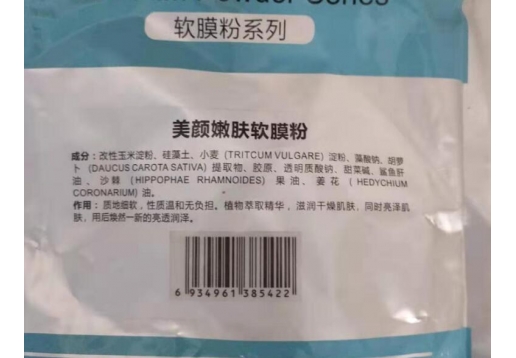 软膜粉系列
美颜嫩肤软膜粉
成分：改性玉米淀粉、硅藻土、小麦 (TRITCUM VULGARE) 淀粉、藻酸钠、胡萝
卜 (DAUCUS CAROTA SATIVA) 提取物、胶原、透明质酸钠、甜菜碱、鲨鱼肝
油、沙棘 (HIPPOPHAE RHAMNOIDES) 果油、姜花 (HEDYCHIUM
CORONARIUM) 油。
作用：质地细软，性质温和无负担。植物萃取精华，滋润干燥肌肤，同时亮泽肌
肤，用后焕然一新的亮透润泽。
6 934961 385422